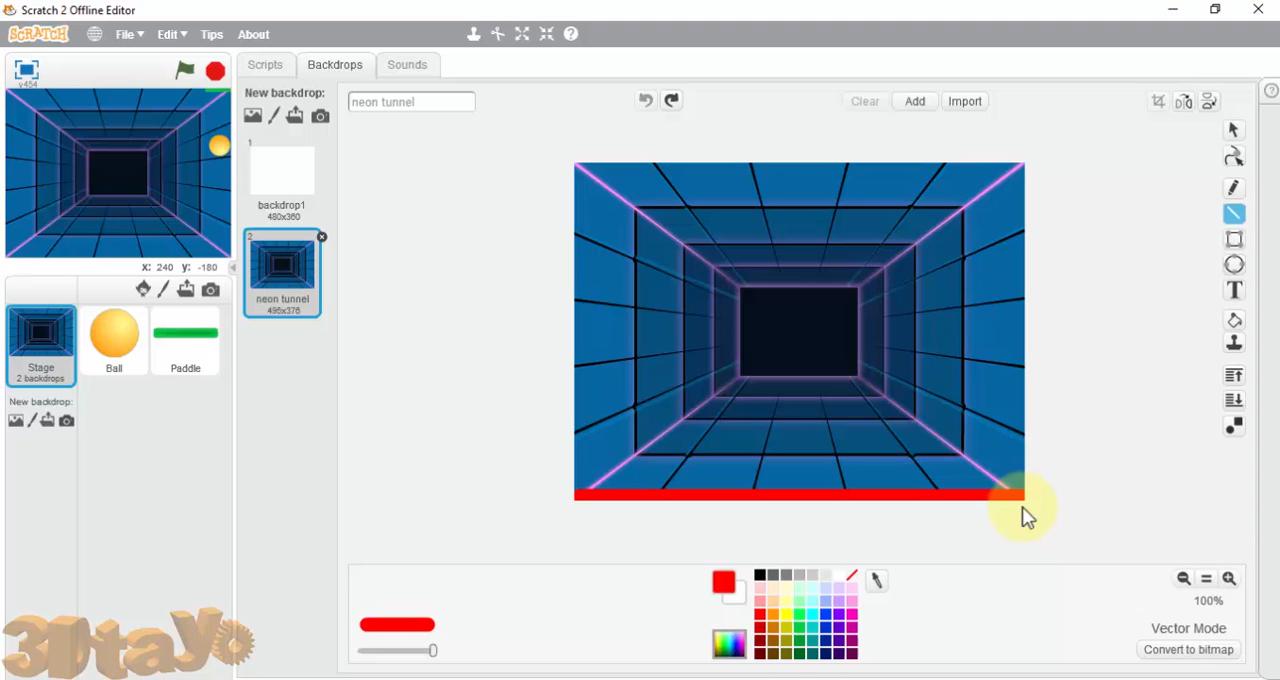 Scratch 2 Offline Editor
SCRATCH File Edit Tips About
Scripts Backdrops Sounds
v454
New backdrop:
neon tunnel
Clear Add Import
1
backdrop1
480x360
2
neon tunnel
496x376
x: 240 y: -180
Stage
2 backdrops
Ball
Paddle
New backdrop:
T
100%
Vector Mode
Convert to bitmap
3DtaYo